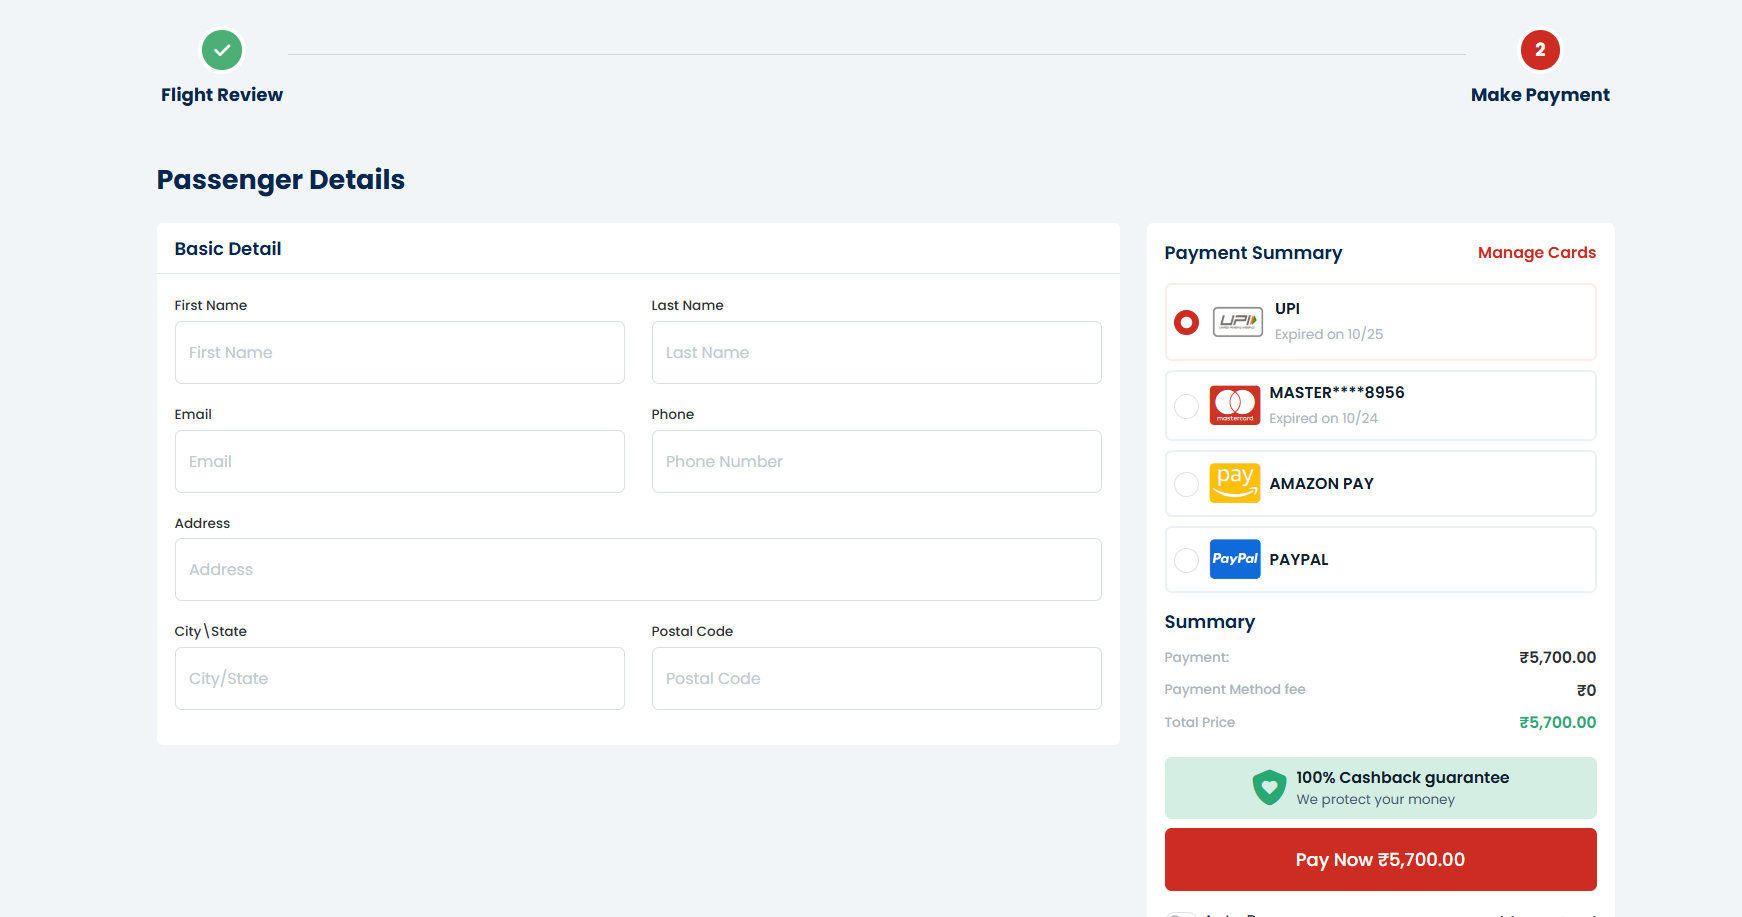 2
Flight Review
Make Payment
Passenger Details
Basic Detail
First Name
Last Name
First Name
Last Name
Email
Phone
Email
Phone Number
Address
Address
City\State
Postal Code
City/State
Postal Code
Payment Summary
Manage Cards
UPI
UPI
Expired on 10/25
mastercard
MASTER****8956
Expired on 10/24
pay
AMAZON PAY
PayPal
PAYPAL
Summary
Payment:
₹5,700.00
Payment Method fee
₹0
Total Price
₹5,700.00
100% Cashback guarantee
We protect your money
Pay Now ₹5,700.00